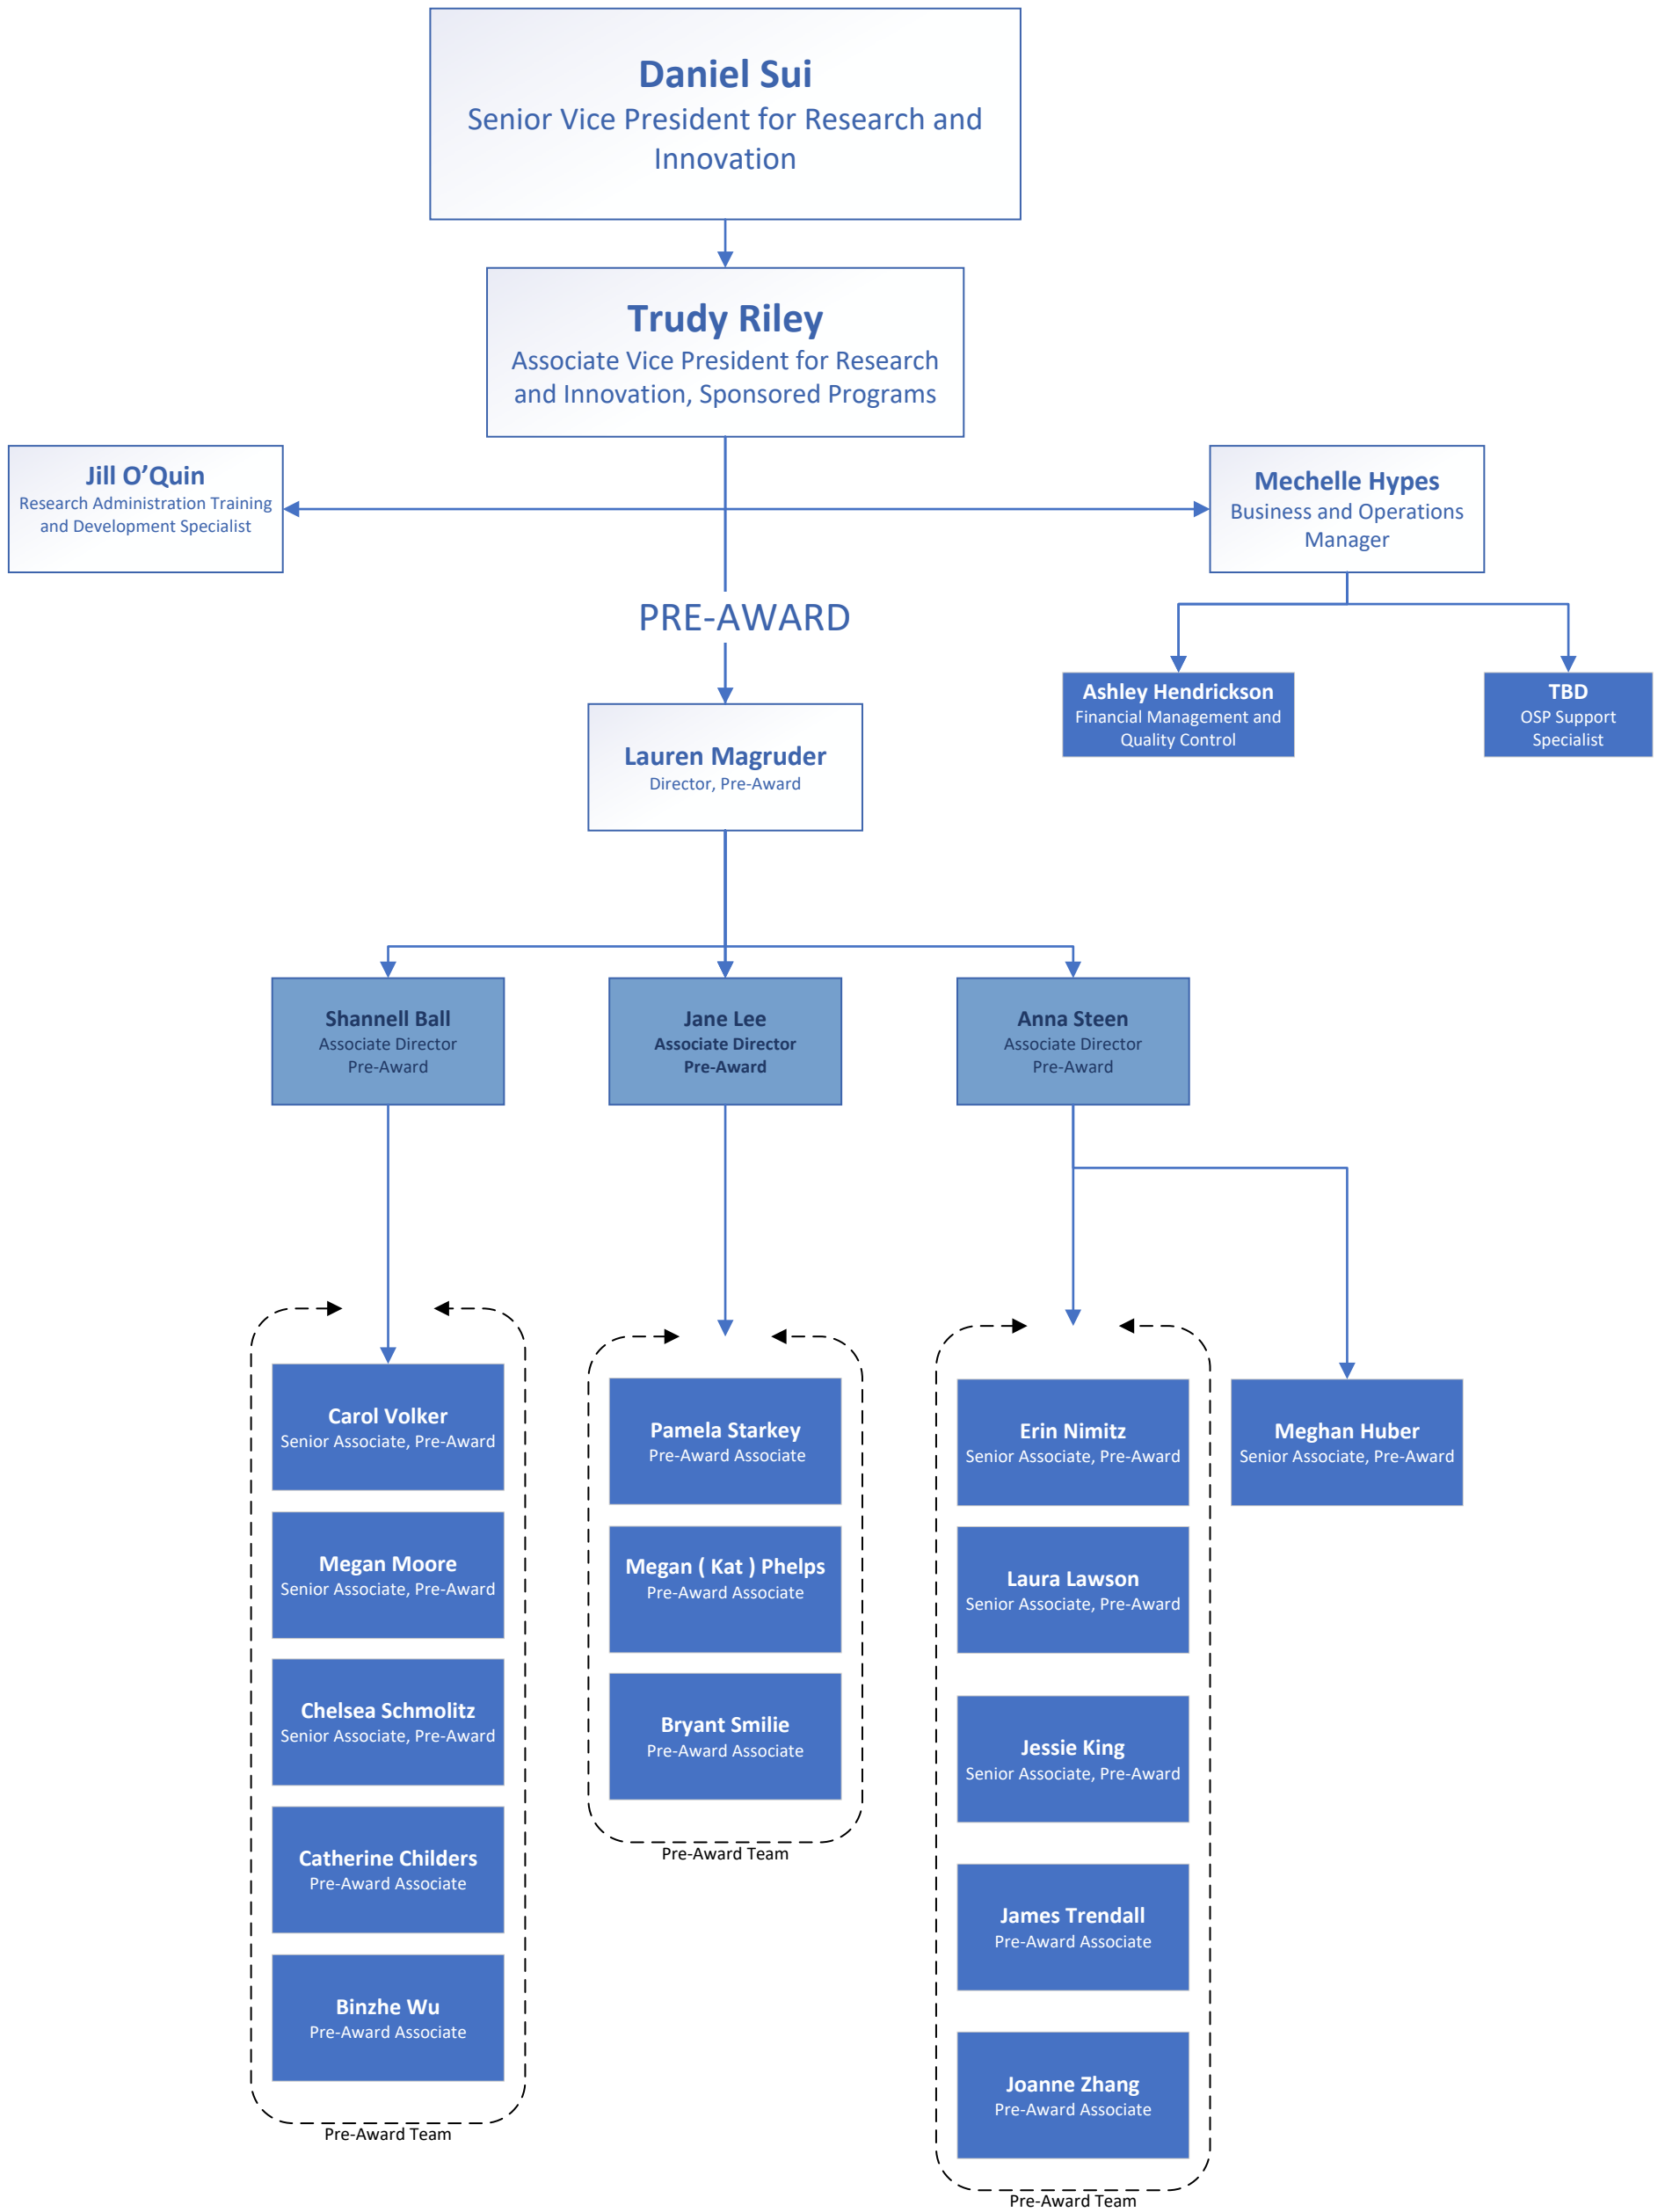 Daniel Sui
Senior Vice President for Research and
Innovation
Trudy Riley
Associate Vice President for Research
and Innovation, Sponsored Programs
Jill O’Quin
Research Administration Training
and Development Specialist
Mechelle Hypes
Business and Operations
Manager
PRE-AWARD
Ashley Hendrickson
Financial Management and
Quality Control
TBD
OSP Support
Specialist
Lauren Magruder
Director, Pre-Award
Shannell Ball
Associate Director
Pre-Award
Jane Lee
Associate Director
Pre-Award
Anna Steen
Associate Director
Pre-Award
Carol Volker
Senior Associate, Pre-Award
Megan Moore
Senior Associate, Pre-Award
Chelsea Schmolitz
Senior Associate, Pre-Award
Catherine Childers
Pre-Award Associate
Binzhe Wu
Pre-Award Associate
Pre-Award Team
Pamela Starkey
Pre-Award Associate
Megan ( Kat ) Phelps
Pre-Award Associate
Bryant Smilie
Pre-Award Associate
Pre-Award Team
Erin Nimitz
Senior Associate, Pre-Award
Laura Lawson
Senior Associate, Pre-Award
Jessie King
Senior Associate, Pre-Award
James Trendall
Pre-Award Associate
Joanne Zhang
Pre-Award Associate
Pre-Award Team
Meghan Huber
Senior Associate, Pre-Award